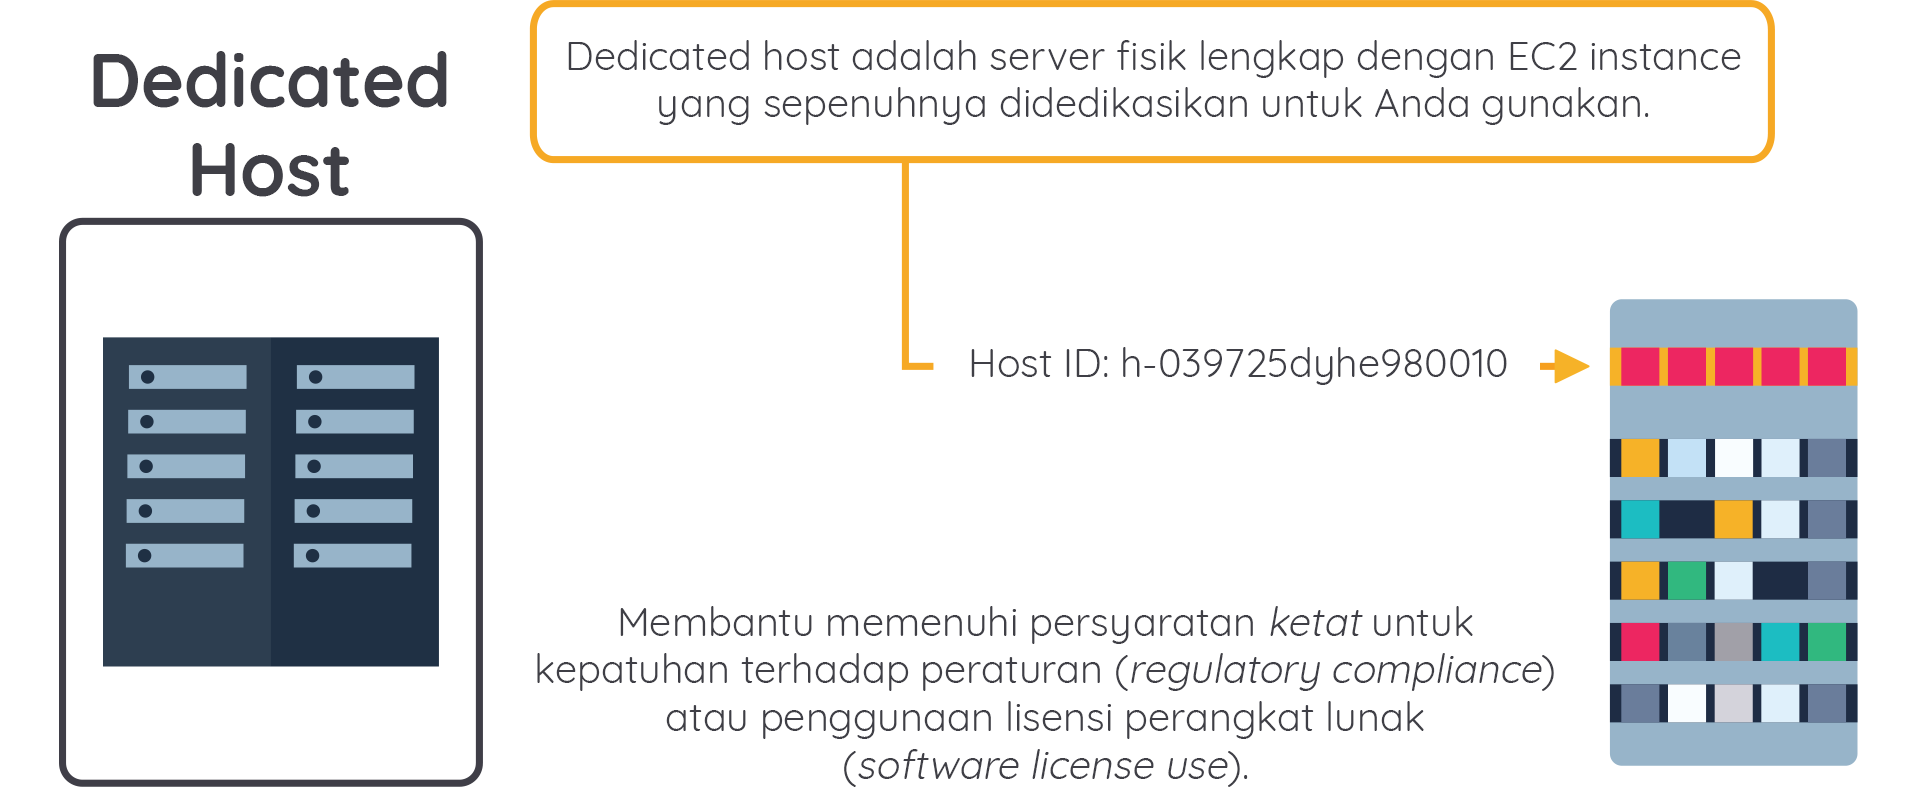 Dedicated
Host
Dedicated host adalah server fisik lengkap dengan EC2 instance
yang sepenuhnya didedikasikan untuk Anda gunakan.
Host ID: h-039725dyhe980010
Membantu memenuhi persyaratan ketat untuk
kepatuhan terhadap peraturan (regulatory compliance)
atau penggunaan lisensi perangkat lunak
(software license use).